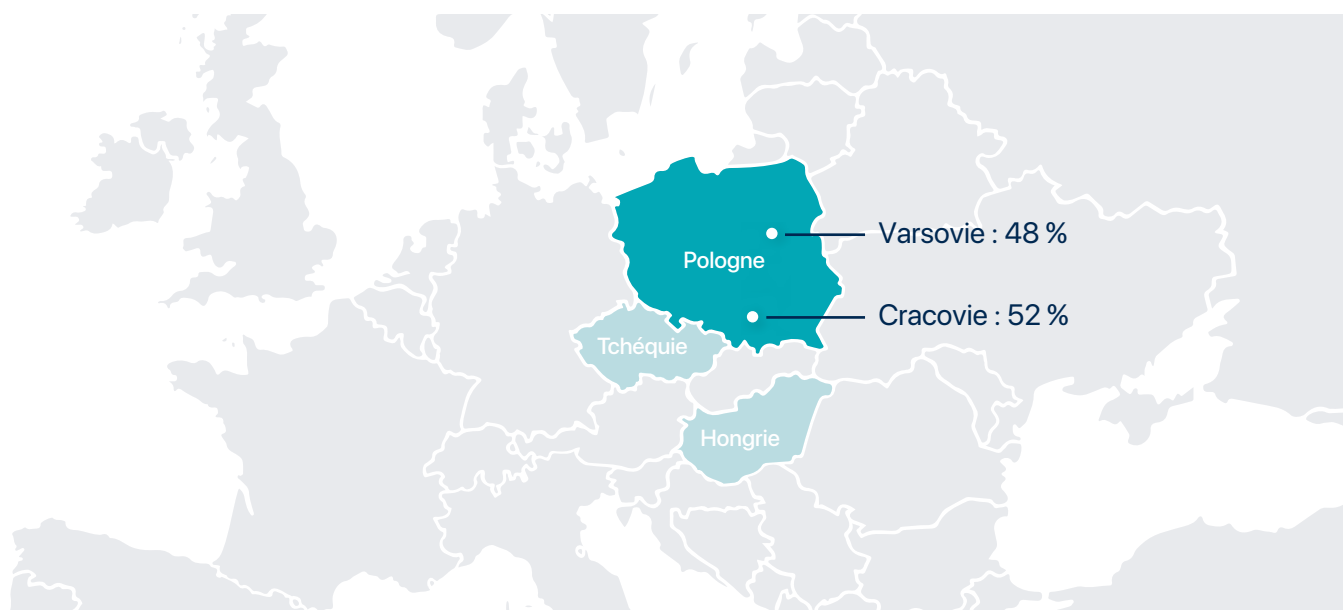 Varsovie : 48 %
Pologne
Cracovie : 52 %
Tchéquie
Hongrie